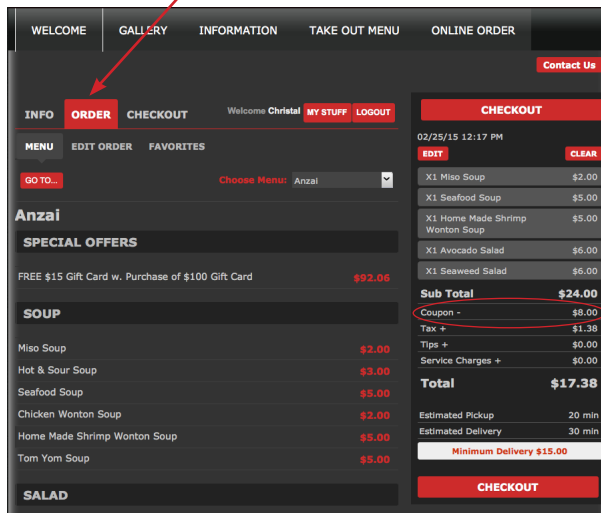 WELCOME GALLERY INFORMATION TAKE OUT MENU ONLINE ORDER
Contact Us
INFO ORDER CHECKOUT Welcome Christal MY STUFF LOGOUT
MENU EDIT ORDER FAVORITES
GO TO... Choose Menu: Anzai
Anzai
SPECIAL OFFERS
FREE $15 Gift Card w. Purchase of $100 Gift Card $92.06
SOUP
Miso Soup $2.00
Hot & Sour Soup $3.00
Seafood Soup $5.00
Chicken Wonton Soup $2.00
Home Made Shrimp Wonton Soup $5.00
Tom Yom Soup $5.00
SALAD
CHECKOUT
02/25/15 12:17 PM
EDIT CLEAR
X1 Miso Soup $2.00
X1 Seafood Soup $5.00
X1 Home Made Shrimp $5.00
Wonton Soup
X1 Avocado Salad $6.00
X1 Seaweed Salad $6.00
Sub Total $24.00
Coupon - $8.00
Tax + $1.38
Tips + $0.00
Service Charges + $0.00
Total $17.38
Estimated Pickup 20 min
Estimated Delivery 30 min
Minimum Delivery $15.00
CHECKOUT